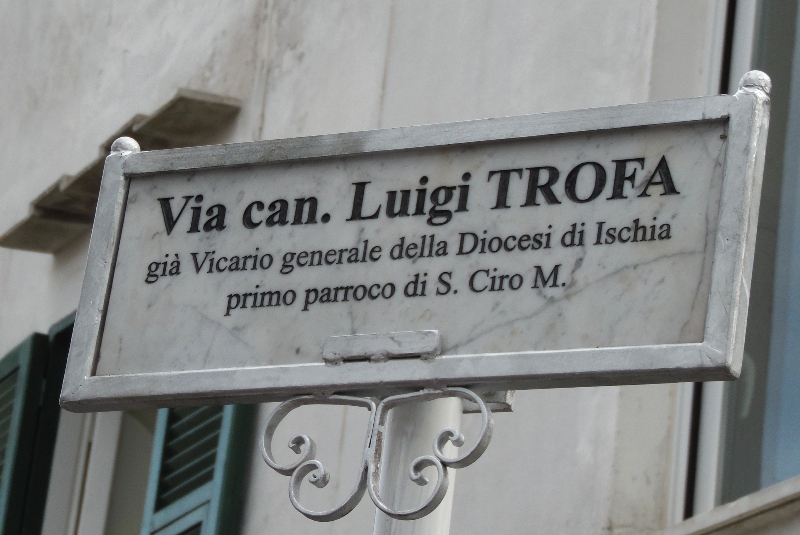 Via can. Luigi TROFA
già Vicario generale della Diocesi di Ischia
primo parroco di S. Ciro M.